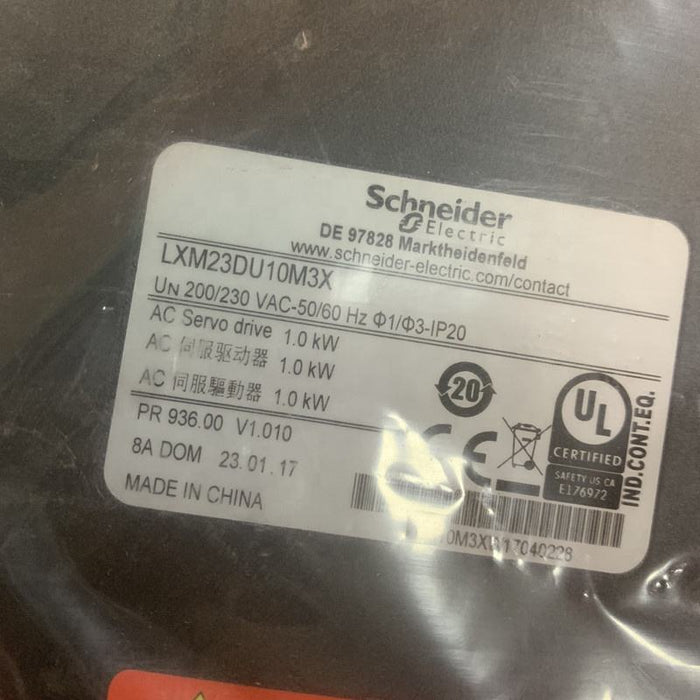 Schneider
Electric
DE 97828 Marktheidenfeld
www.schneider-electric.com/contact
LXM23DU10M3X
UN 200/230 VAC-50/60 Hz Φ1/Φ3-IP20
AC Servo drive 1.0 kW
AC 伺服驱动器 1.0 kW
AC 伺服驅動器 1.0 kW
PR 936.00 V1.010
8A DOM 23.01.17
MADE IN CHINA
20
CE
UL
CERTIFIED
SAFETY US CA
E176972
IND.CONT.EQ.